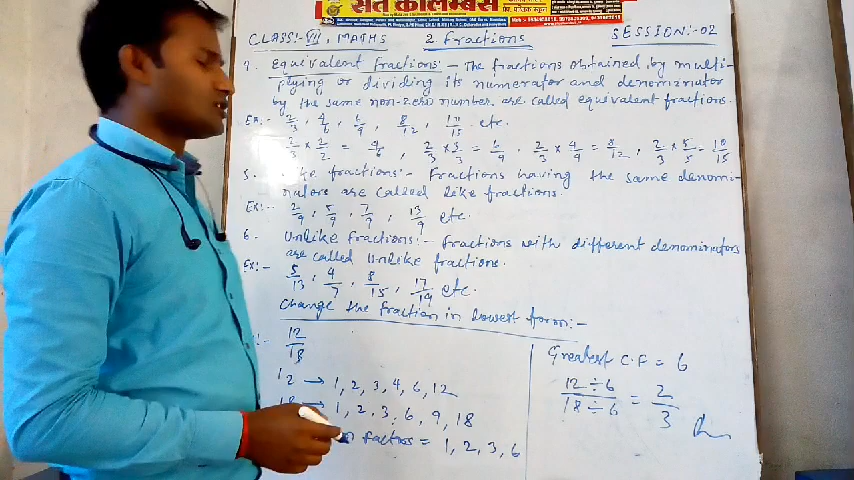 संत कोलम्बस
CLASS:- VII, MATHS
2 Fractions
SESSION:-02
Equivalent fractions - The fractions obtained by multi-
plying or dividing its numerator and denominator
by the same non-zero number are called equivalent fractions.
Ex:- 2/3, 4/6, 6/9, 8/12, 10/15 etc.
2/3 × 2/2 = 4/6, 2/3 × 3/3 = 6/9, 2/3 × 4/4 = 8/12, 2/3 × 5/5 = 10/15
5. fractions:- Fractions having the same denomi-
nators are called like fractions.
Ex:- 2/9, 5/9, 7/9, 13/9 etc.
6. Unlike fractions:- Fractions with different denominators
are called Unlike fractions.
Ex:- 5/13, 4/7, 8/15, 17/19 etc.
Change the fraction in lowest form:-
12/18
12 → 1, 2, 3, 4, 6, 12
18 → 1, 2, 3, 6, 9, 18
factors = 1, 2, 3, 6
Greatest C.F = 6
12÷6/18÷6 = 2/3